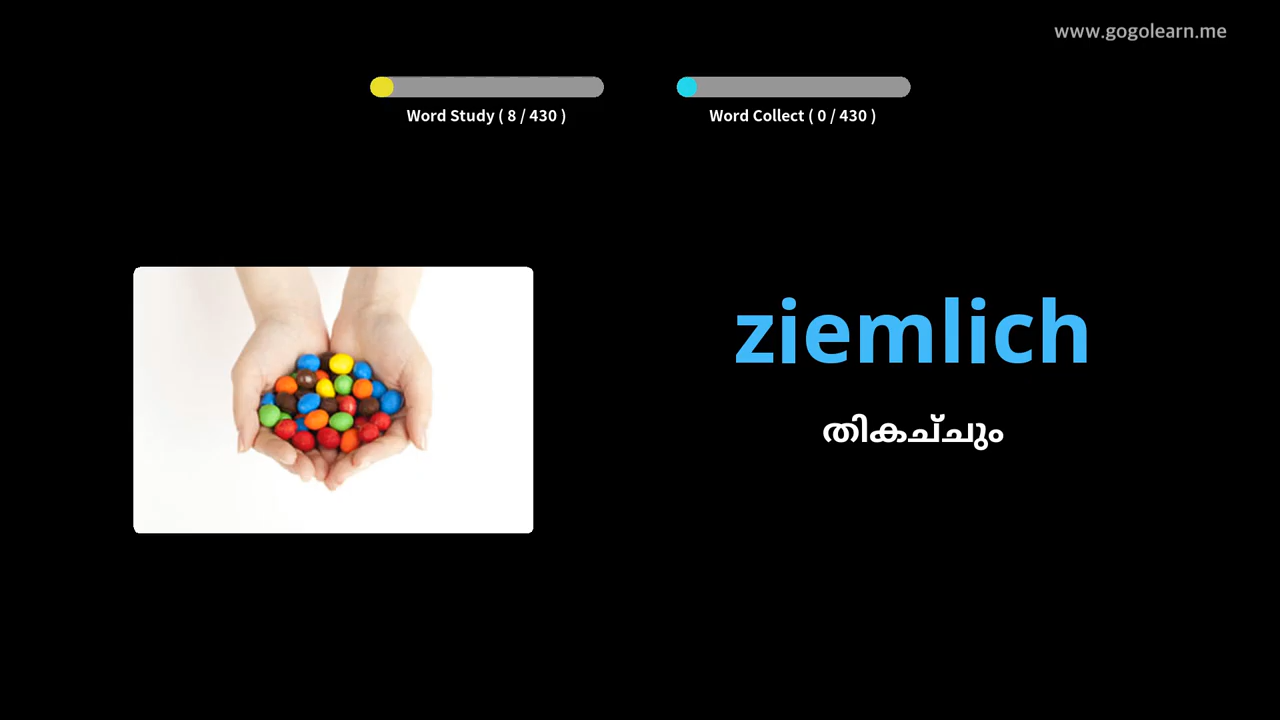 www.gogolearn.me
Word Study ( 8 / 430 )
Word Collect ( 0 / 430 )
ziemlich
തികച്ചും